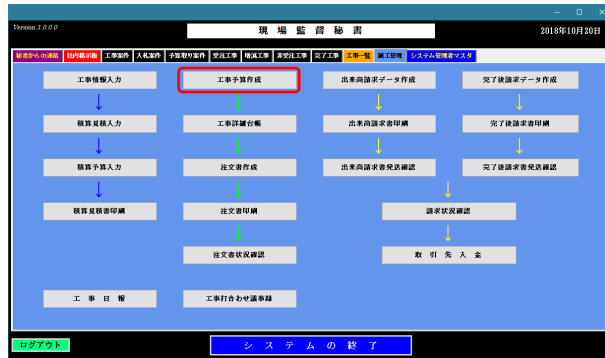 Version 1.0.0.0
現場監督秘書
2018年10月20日
秘書からの連絡 社内掲示板 工事案件 入札案件 予算取り案件 受注工事 増減工事 非受注工事 完了工事 工事一覧 施工管理 システム管理者マスタ
工事情報入力 工事予算作成 出来高請求データ作成 完了後請求データ作成
↓ ↓ ↓ ↓
積算見積入力 工事詳細台帳 出来高請求書印刷 完了後請求書印刷
↓ ↓ ↓ ↓
積算予算入力 注文書作成 出来高請求書発送確認 完了後請求書発送確認
↓ ↓ ↓
積算見積書印刷 注文書印刷 請求状況確認
↓ ↓
注文書状況確認 取引先入金
工事日報 工事打合わせ議事録
ログアウト システムの終了